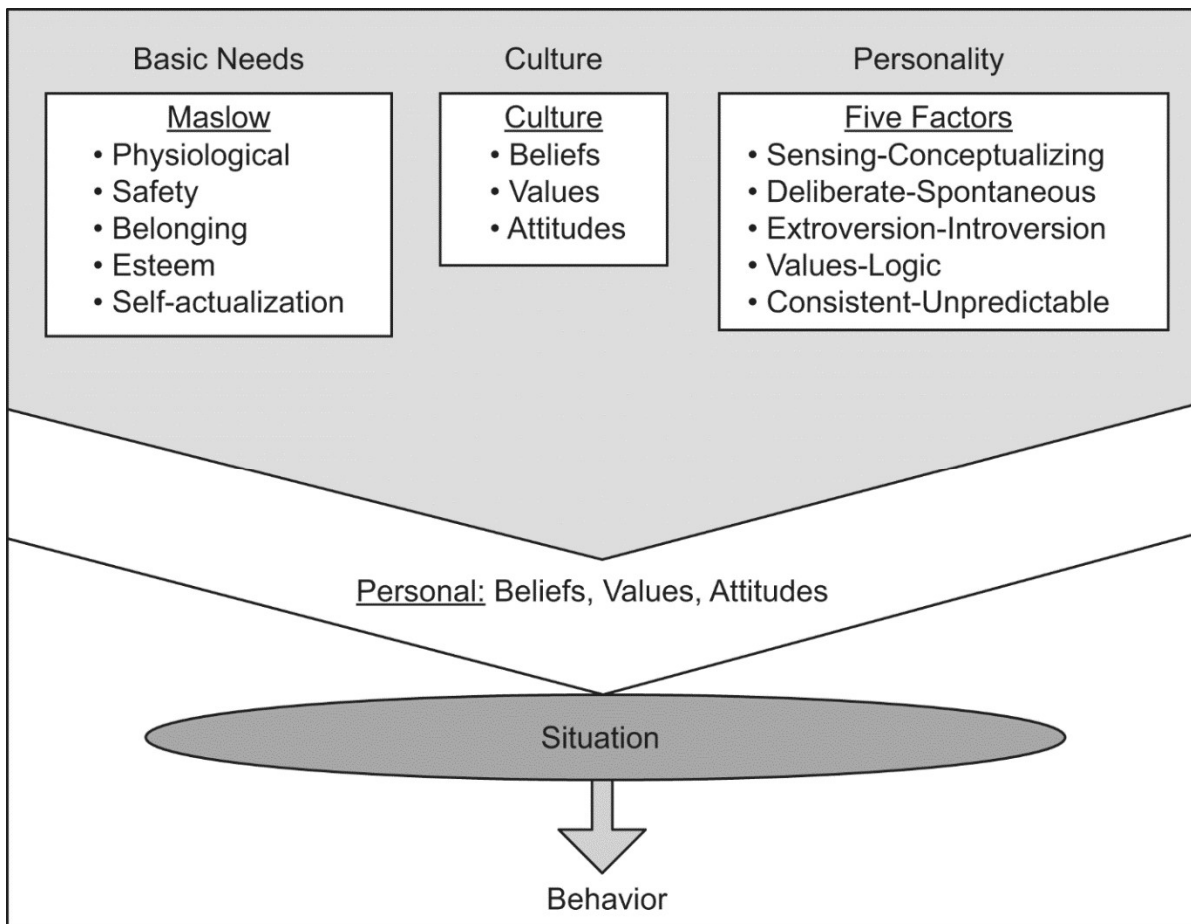 Basic Needs
Maslow
• Physiological
• Safety
• Belonging
• Esteem
• Self-actualization
Culture
Culture
• Beliefs
• Values
• Attitudes
Personality
Five Factors
• Sensing-Conceptualizing
• Deliberate-Spontaneous
• Extroversion-Introversion
• Values-Logic
• Consistent-Unpredictable
Personal: Beliefs, Values, Attitudes
Situation
Behavior